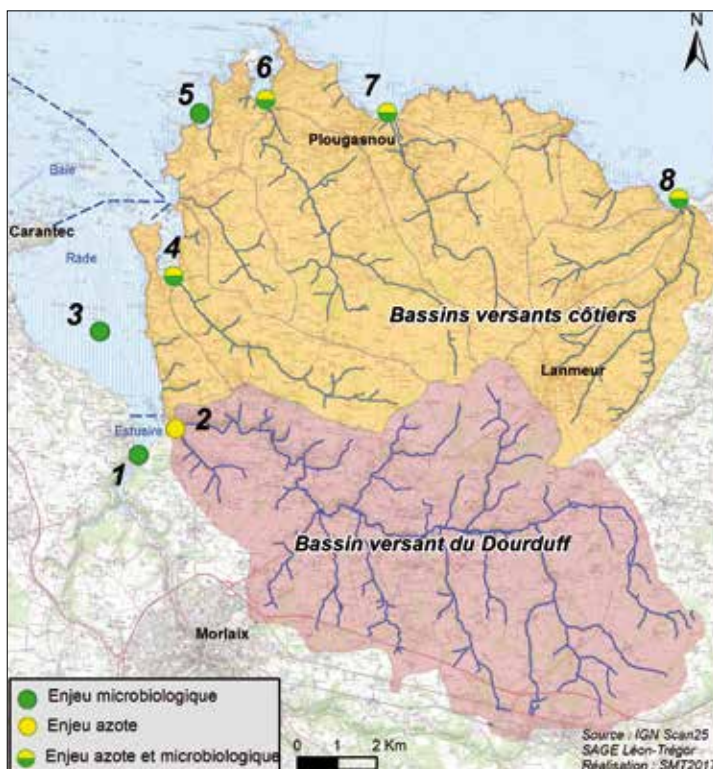 N
6
7
5
Plougasnou
8
Baie
Carantec
4
Rade
Bassins versants côtiers
3
Lanmeur
Estuaire
2
1
Bassin versant du Dourduff
Morlaix
Enjeu microbiologique
Enjeu azote
Enjeu azote et microbiologique
0 1 2 Km
Source : IGN Scan25
SAGE Léon-Trégor
Réalisation : SMT2017